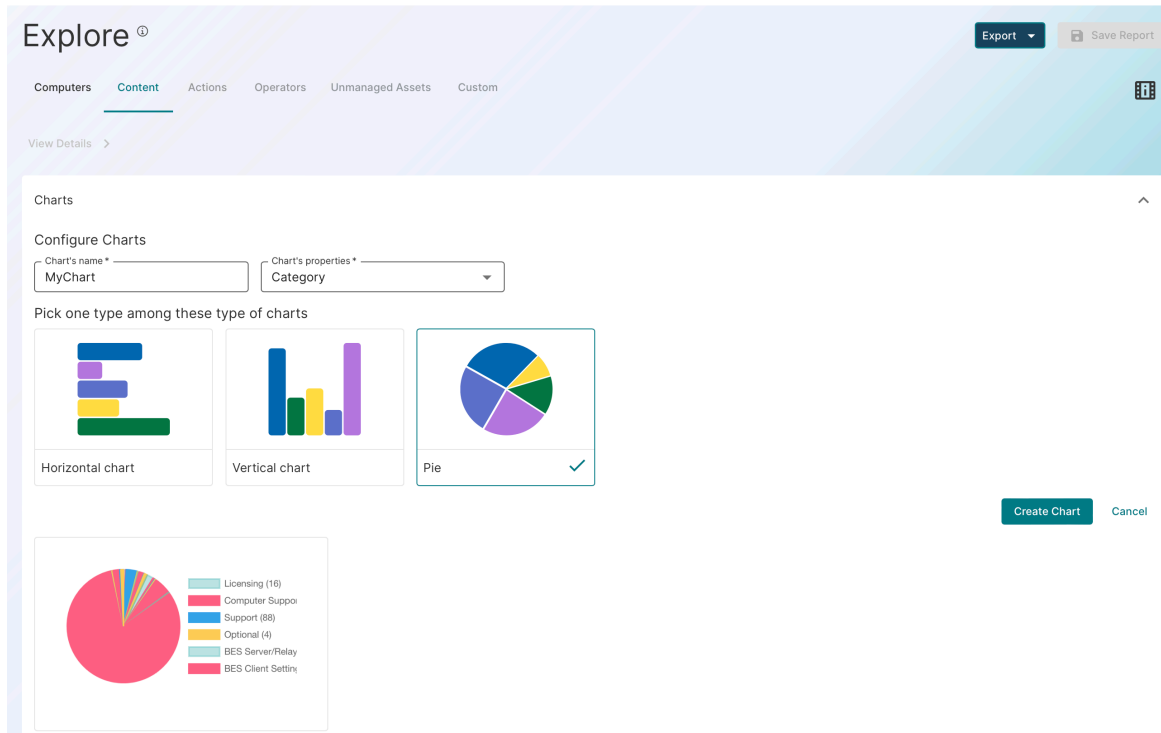 Explore
Export
Save Report
Computers Content Actions Operators Unmanaged Assets Custom
View Details
Charts
Configure Charts
Chart's name *
MyChart
Chart's properties *
Category
Pick one type among these type of charts
Horizontal chart
Vertical chart
Pie
Create Chart
Cancel
Licensing (16)
Computer Suppo
Support (88)
Optional (4)
BES Server/Relay
BES Client Setting